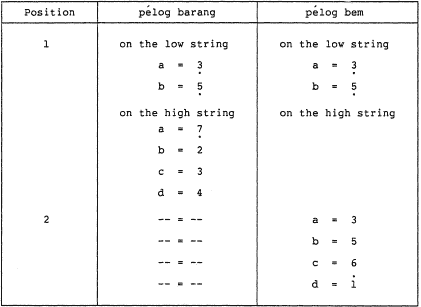 Position pélog barang pélog bem
1 on the low string on the low string
a = 3̣ a = 3̣
b = 5̣ b = 5̣
on the high string on the high string
a = 7̣
b = 2
c = 3
d = 4
2 -- = -- a = 3
-- = -- b = 5
-- = -- c = 6
-- = -- d = i